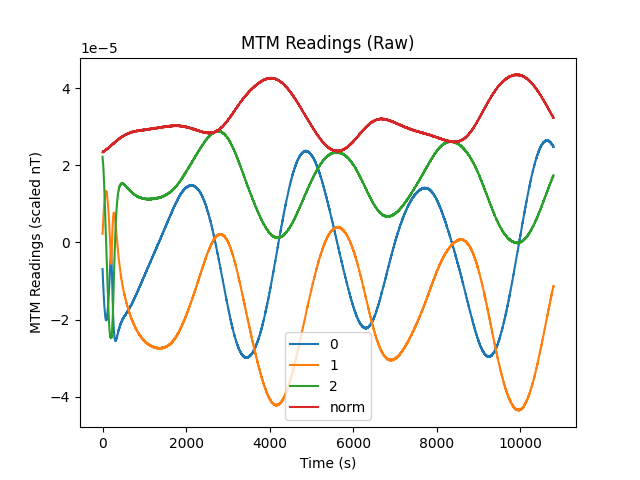 MTM Readings (Raw)
1e−5
MTM Readings (scaled nT)
4
2
0
−2
−4
0
1
2
norm
0 2000 4000 6000 8000 10000
Time (s)